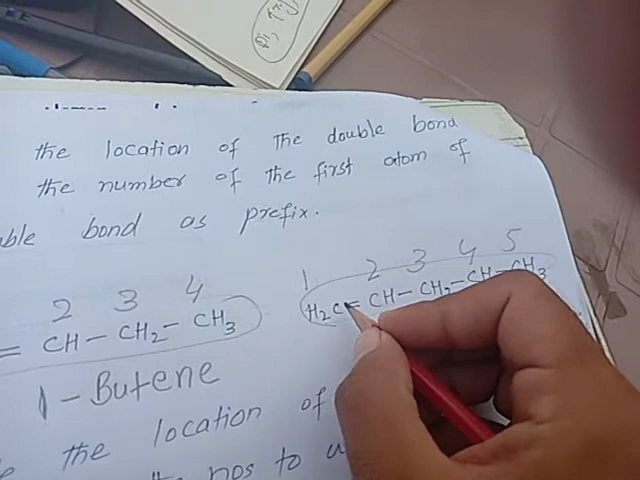 the location of the double bond
the number of the first atom of
ble bond as prefix.
1 2 3 4 5
H2C = CH - CH2 - CH - CH3
2 3 4
= CH - CH2 - CH3
1 - Butene
the location of
nos to